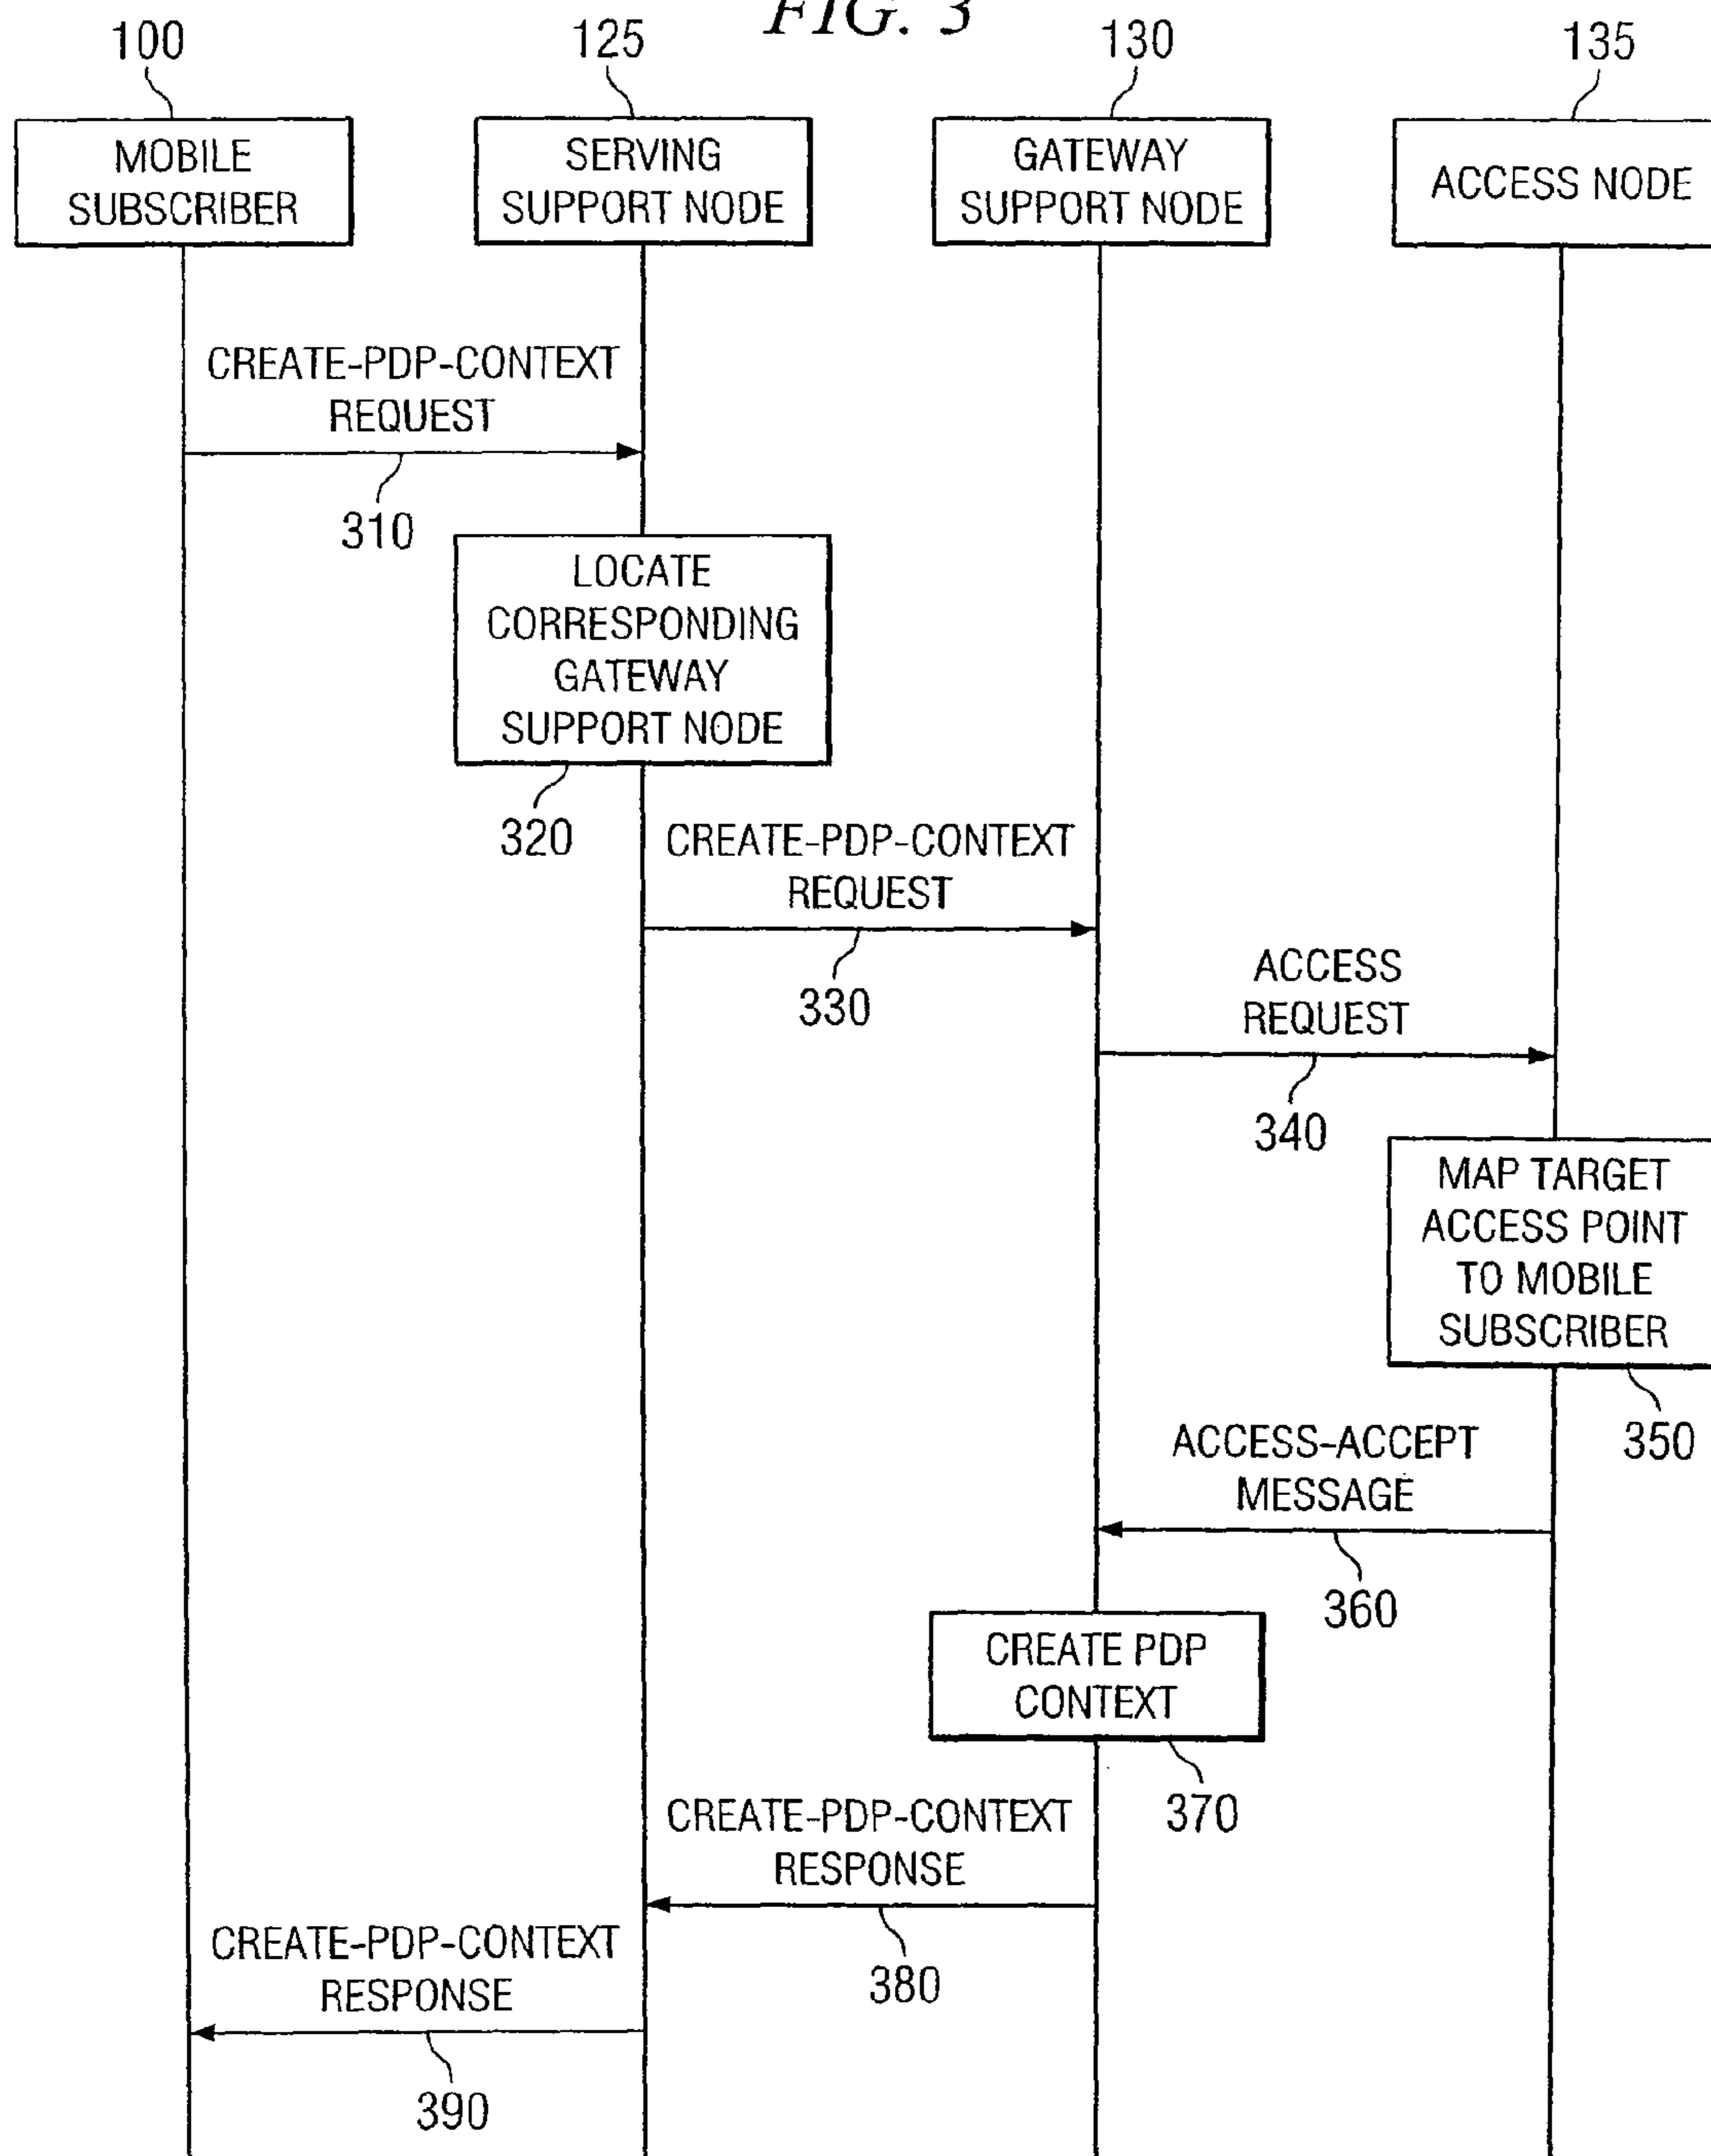 FIG. 3
100
125
130
135
MOBILE
SUBSCRIBER
SERVING
SUPPORT NODE
GATEWAY
SUPPORT NODE
ACCESS NODE
CREATE-PDP-CONTEXT
REQUEST
310
LOCATE
CORRESPONDING
GATEWAY
SUPPORT NODE
320
CREATE-PDP-CONTEXT
REQUEST
330
ACCESS
REQUEST
340
MAP TARGET
ACCESS POINT
TO MOBILE
SUBSCRIBER
350
ACCESS-ACCEPT
MESSAGE
360
CREATE PDP
CONTEXT
370
CREATE-PDP-CONTEXT
RESPONSE
380
CREATE-PDP-CONTEXT
RESPONSE
390